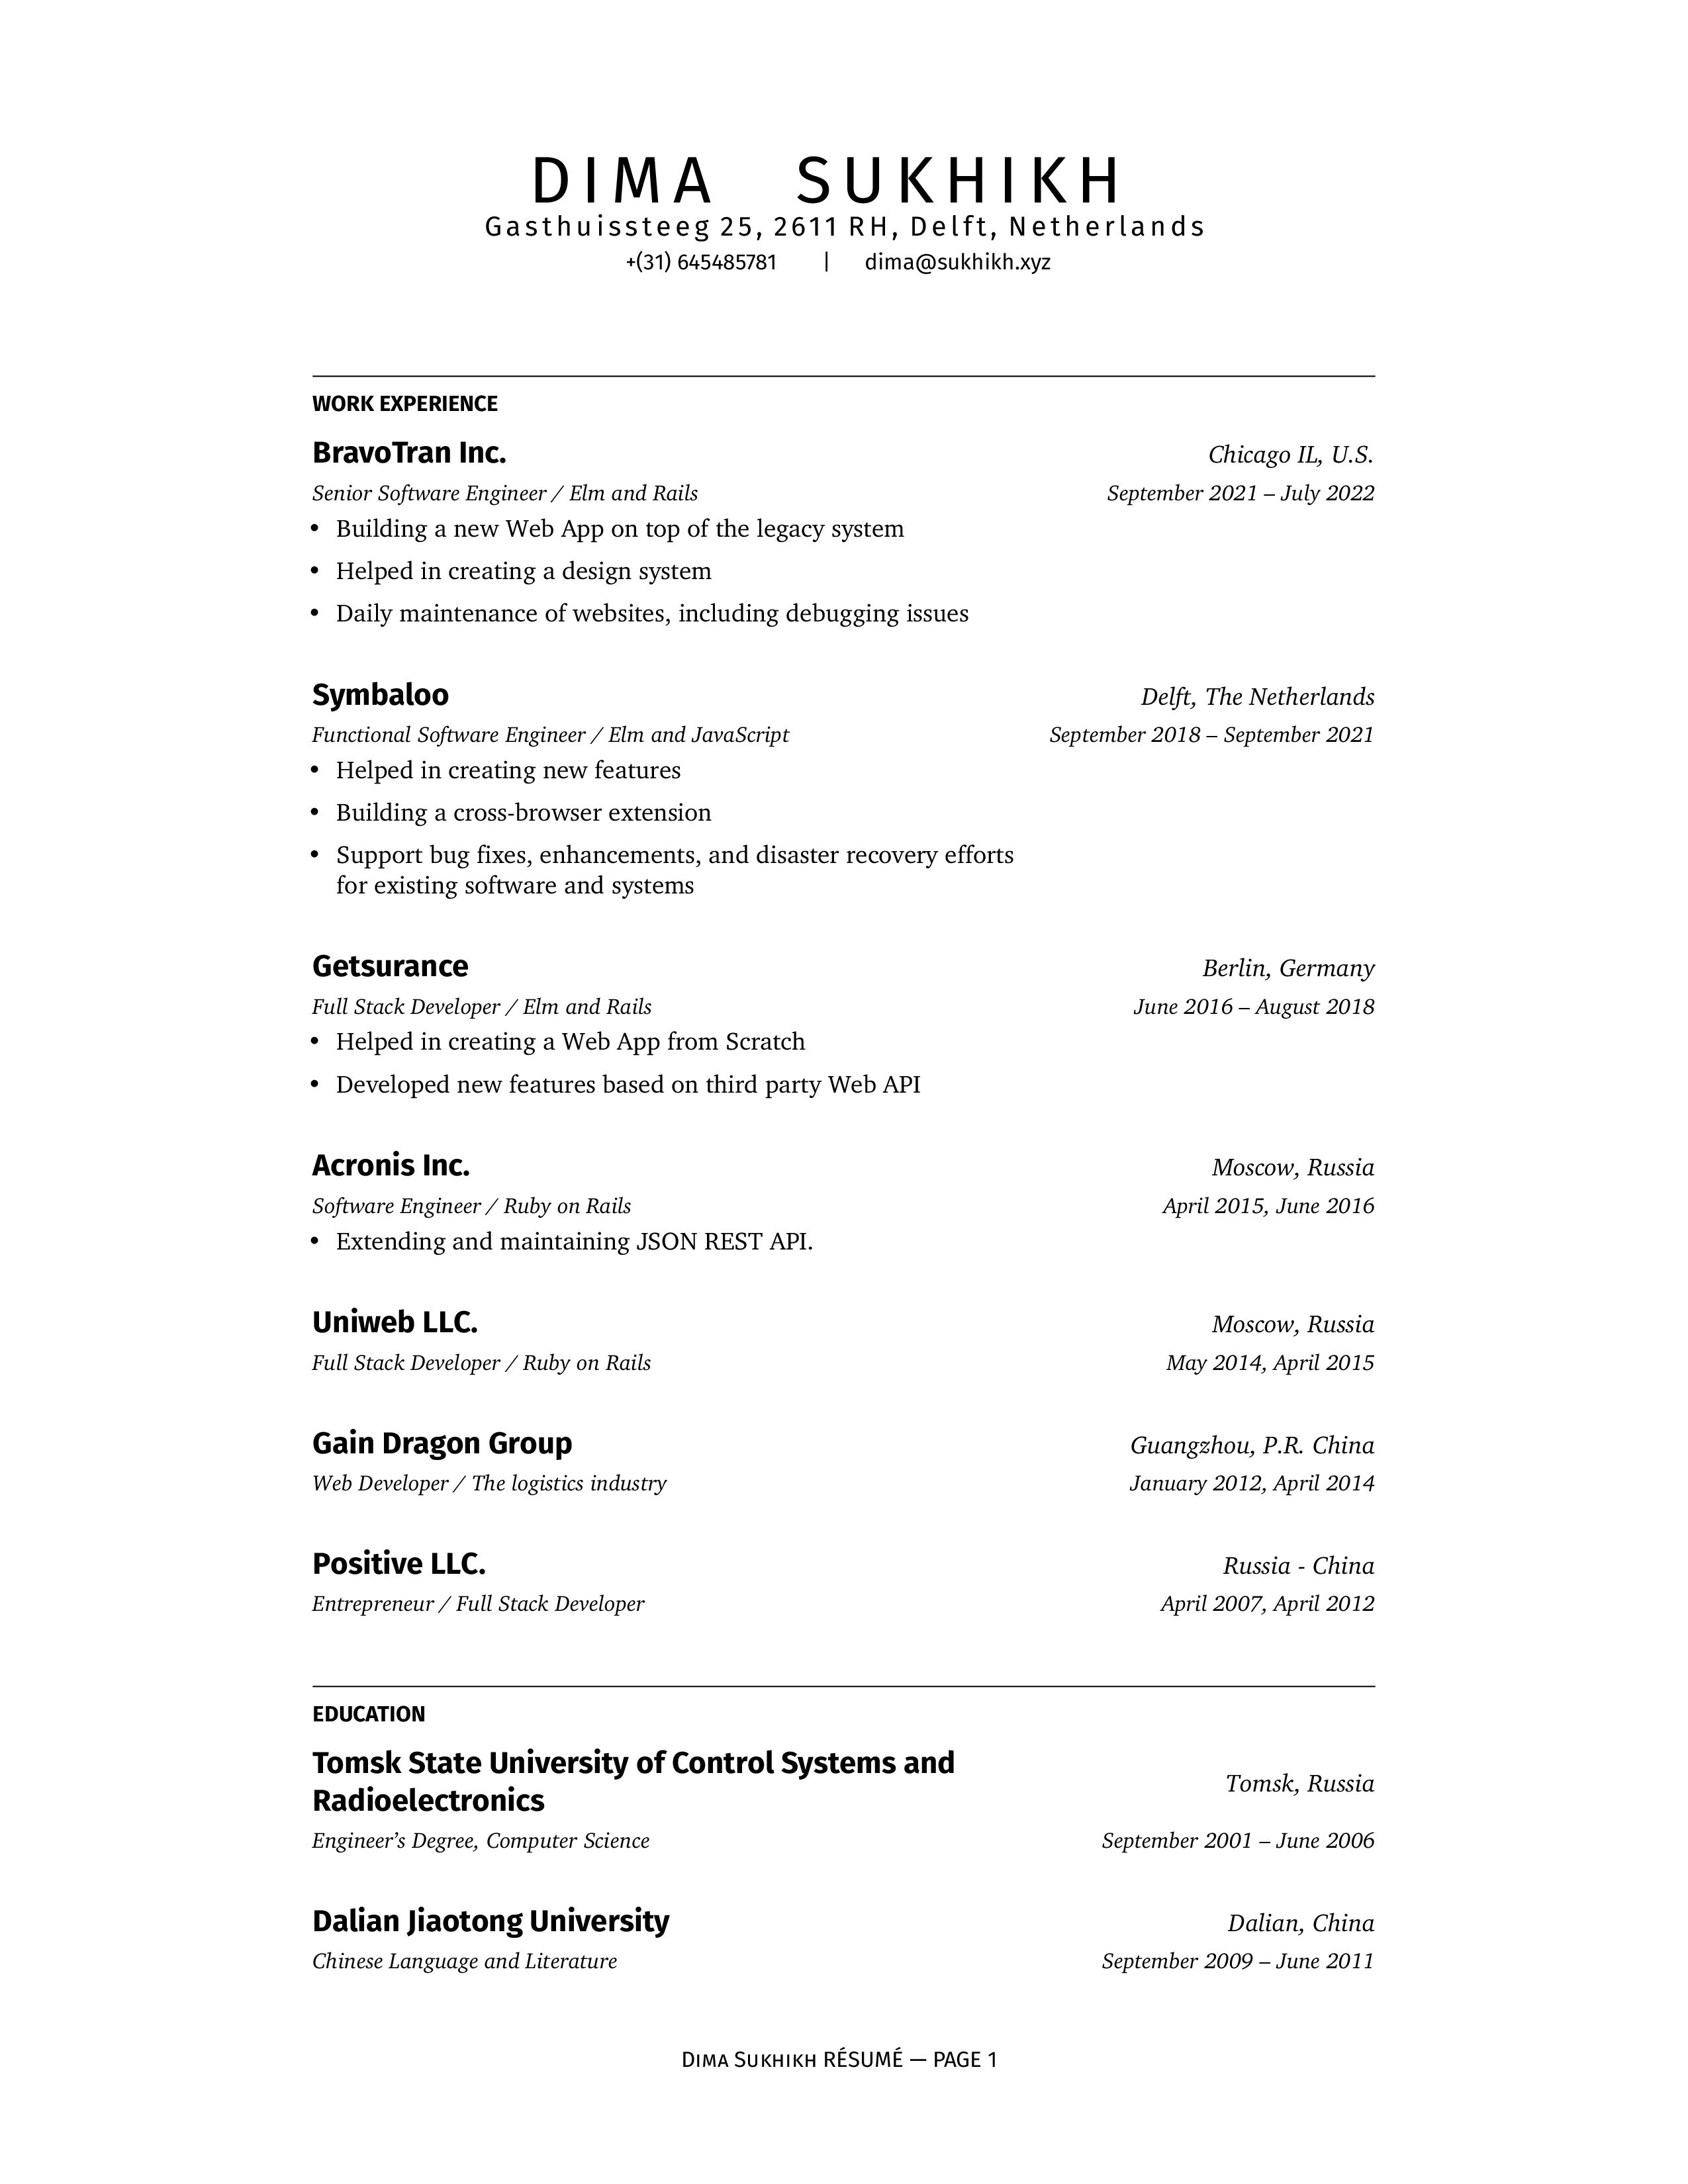 DIMA SUKHIKH
Gasthuissteeg 25, 2611 RH, Delft, Netherlands
+(31) 645485781 | dima@sukhikh.xyz
WORK EXPERIENCE
BravoTran Inc. Chicago IL, U.S.
Senior Software Engineer / Elm and Rails September 2021 – July 2022
• Building a new Web App on top of the legacy system
• Helped in creating a design system
• Daily maintenance of websites, including debugging issues
Symbaloo Delft, The Netherlands
Functional Software Engineer / Elm and JavaScript September 2018 – September 2021
• Helped in creating new features
• Building a cross-browser extension
• Support bug fixes, enhancements, and disaster recovery efforts
for existing software and systems
Getsurance Berlin, Germany
Full Stack Developer / Elm and Rails June 2016 – August 2018
• Helped in creating a Web App from Scratch
• Developed new features based on third party Web API
Acronis Inc. Moscow, Russia
Software Engineer / Ruby on Rails April 2015, June 2016
• Extending and maintaining JSON REST API.
Uniweb LLC. Moscow, Russia
Full Stack Developer / Ruby on Rails May 2014, April 2015
Gain Dragon Group Guangzhou, P.R. China
Web Developer / The logistics industry January 2012, April 2014
Positive LLC. Russia - China
Entrepreneur / Full Stack Developer April 2007, April 2012
EDUCATION
Tomsk State University of Control Systems and
Radioelectronics Tomsk, Russia
Engineer’s Degree, Computer Science September 2001 – June 2006
Dalian Jiaotong University Dalian, China
Chinese Language and Literature September 2009 – June 2011
Dima Sukhikh RÉSUMÉ — PAGE 1